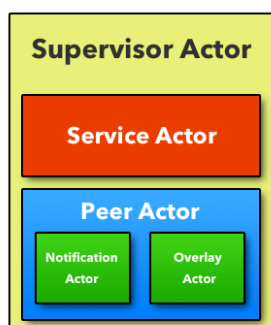 Supervisor Actor
Service Actor
Peer Actor
Notification Actor
Overlay Actor